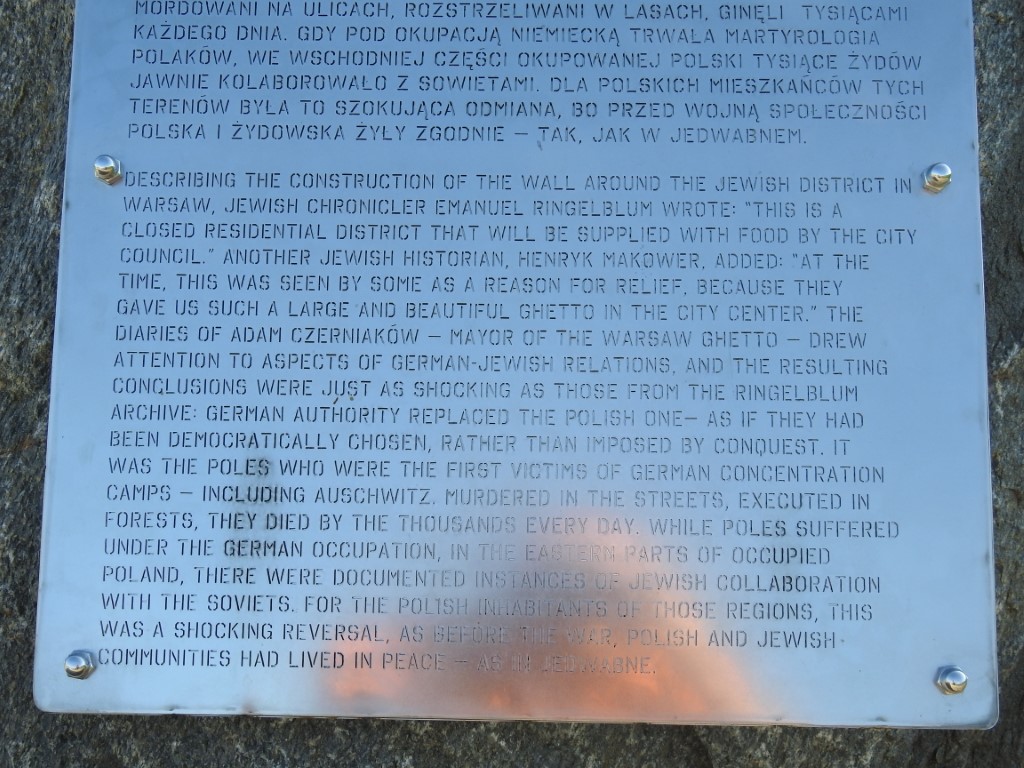 MORDOWANI NA ULICACH, ROZSTRZELIWANI W LASACH, GINĘLI TYSIĄCAMI
KAŻDEGO DNIA. GDY POD OKUPACJĄ NIEMIECKĄ TRWAŁA MARTYROLOGIA
POLAKÓW, WE WSCHODNIEJ CZĘŚCI OKUPOWANEJ POLSKI TYSIĄCE ŻYDÓW
JAWNIE KOLABOROWAŁO Z SOWIETAMI. DLA POLSKICH MIESZKAŃCÓW TYCH
TERENÓW BYŁA TO SZOKUJĄCA ODMIANA, BO PRZED WOJNĄ SPOŁECZNOŚCI
POLSKA I ŻYDOWSKA ŻYŁY ZGODNIE – TAK, JAK W JEDWABNEM.
DESCRIBING THE CONSTRUCTION OF THE WALL AROUND THE JEWISH DISTRICT IN
WARSAW, JEWISH CHRONICLER EMANUEL RINGELBLUM WROTE: "THIS IS A
CLOSED RESIDENTIAL DISTRICT THAT WILL BE SUPPLIED WITH FOOD BY THE CITY
COUNCIL." ANOTHER JEWISH HISTORIAN, HENRYK MAKOWER, ADDED: "AT THE
TIME, THIS WAS SEEN BY SOME AS A REASON FOR RELIEF, BECAUSE THEY
GAVE US SUCH A LARGE AND BEAUTIFUL GHETTO IN THE CITY CENTER." THE
DIARIES OF ADAM CZERNIAKÓW – MAYOR OF THE WARSAW GHETTO – DREW
ATTENTION TO ASPECTS OF GERMAN-JEWISH RELATIONS, AND THE RESULTING
CONCLUSIONS WERE JUST AS SHOCKING AS THOSE FROM THE RINGELBLUM
ARCHIVE: GERMAN AUTHORITY REPLACED THE POLISH ONE– AS IF THEY HAD
BEEN DEMOCRATICALLY CHOSEN, RATHER THAN IMPOSED BY CONQUEST. IT
WAS THE POLES WHO WERE THE FIRST VICTIMS OF GERMAN CONCENTRATION
CAMPS – INCLUDING AUSCHWITZ. MURDERED IN THE STREETS, EXECUTED IN
FORESTS, THEY DIED BY THE THOUSANDS EVERY DAY. WHILE POLES SUFFERED
UNDER THE GERMAN OCCUPATION, IN THE EASTERN PARTS OF OCCUPIED
POLAND, THERE WERE DOCUMENTED INSTANCES OF JEWISH COLLABORATION
WITH THE SOVIETS. FOR THE POLISH INHABITANTS OF THOSE REGIONS, THIS
WAS A SHOCKING REVERSAL, AS BEFORE THE WAR, POLISH AND JEWISH
COMMUNITIES HAD LIVED IN PEACE – AS IN JEDWABNE.